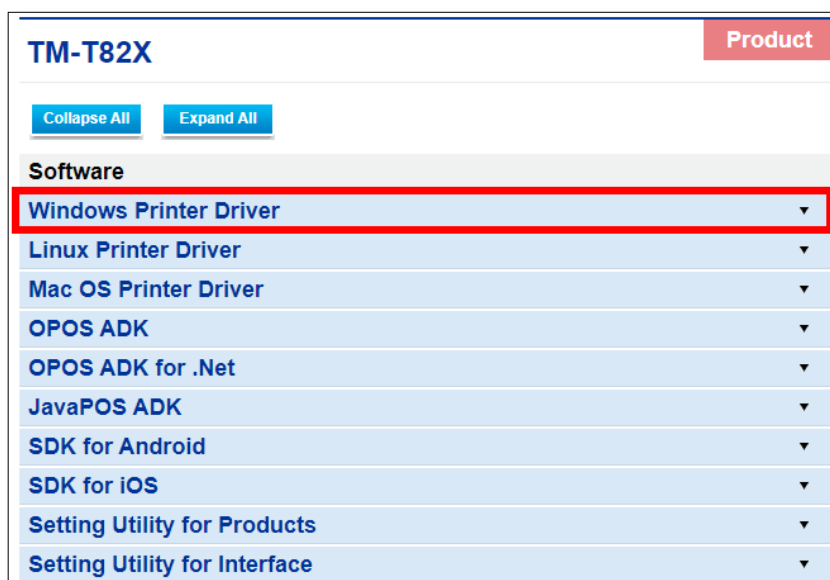 TM-T82X
Product
Collapse All
Expand All
Software
Windows Printer Driver
Linux Printer Driver
Mac OS Printer Driver
OPOS ADK
OPOS ADK for .Net
JavaPOS ADK
SDK for Android
SDK for iOS
Setting Utility for Products
Setting Utility for Interface